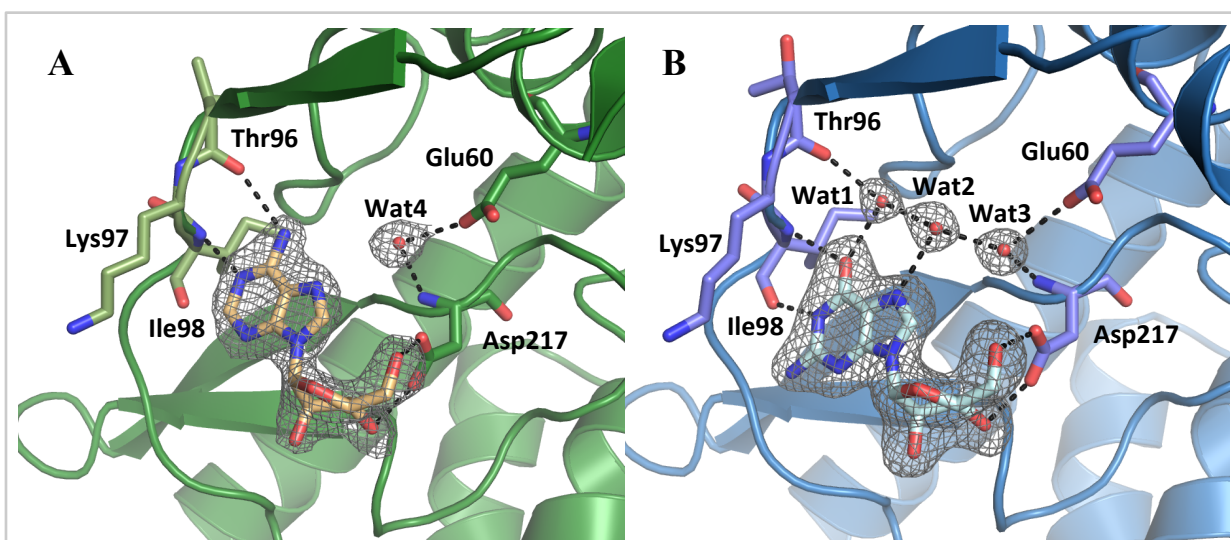 A
Thr96
Glu60
Wat4
Lys97
Ile98
Asp217
B
Thr96
Glu60
Wat1
Wat2
Wat3
Lys97
Ile98
Asp217